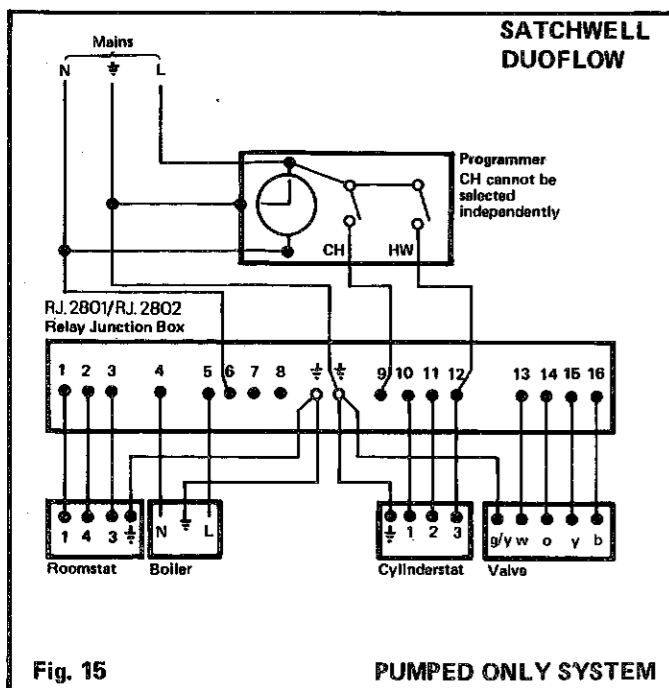 SATCHWELL
DUOFLOW
Mains
N ⏚ L
Programmer
CH cannot be
selected
independently
CH HW
RJ.2801/RJ.2802
Relay Junction Box
1 2 3 4 5 6 7 8 ⏚ ⏚ 9 10 11 12 13 14 15 16
1 4 3 ⏚ N ⏚ L ⏚ 1 2 3 g/y w o y b
Roomstat Boiler Cylinderstat Valve
Fig. 15 PUMPED ONLY SYSTEM